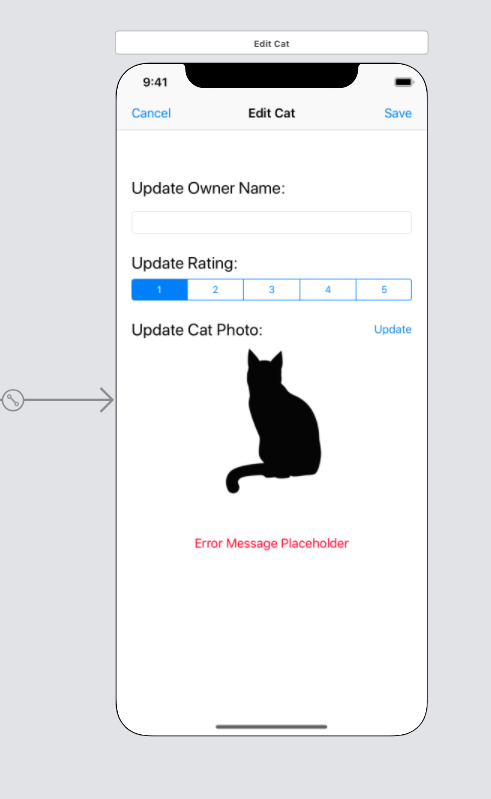 Edit Cat
9:41
Cancel Edit Cat Save
Update Owner Name:
Update Rating:
1 2 3 4 5
Update Cat Photo: Update
Error Message Placeholder